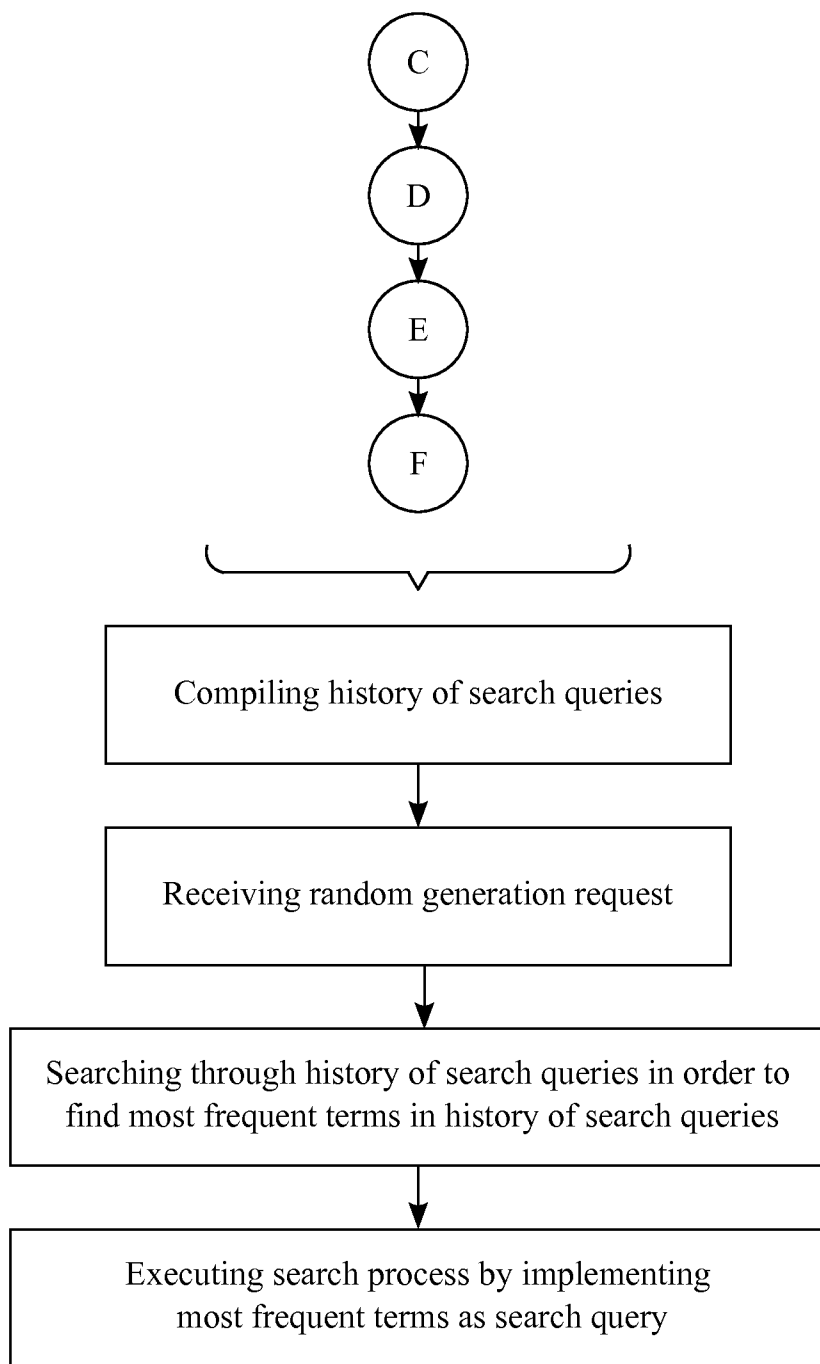 C
D
E
F
Compiling history of search queries
Receiving random generation request
Searching through history of search queries in order to
find most frequent terms in history of search queries
Executing search process by implementing
most frequent terms as search query